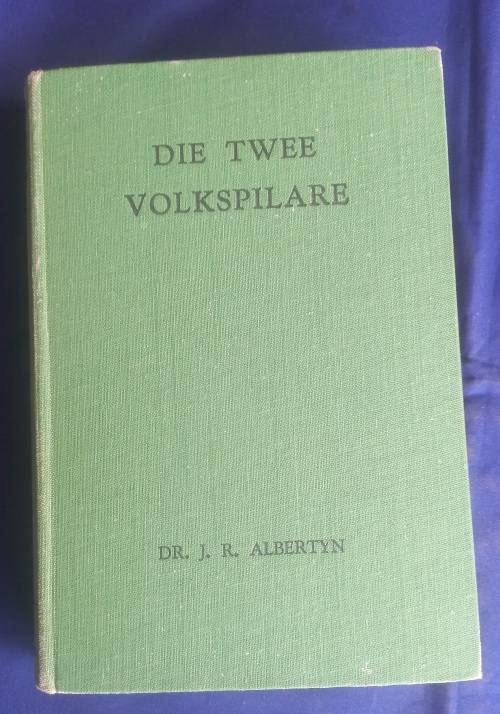 DIE TWEE
VOLKSPILARE
DR. J. R. ALBERTYN